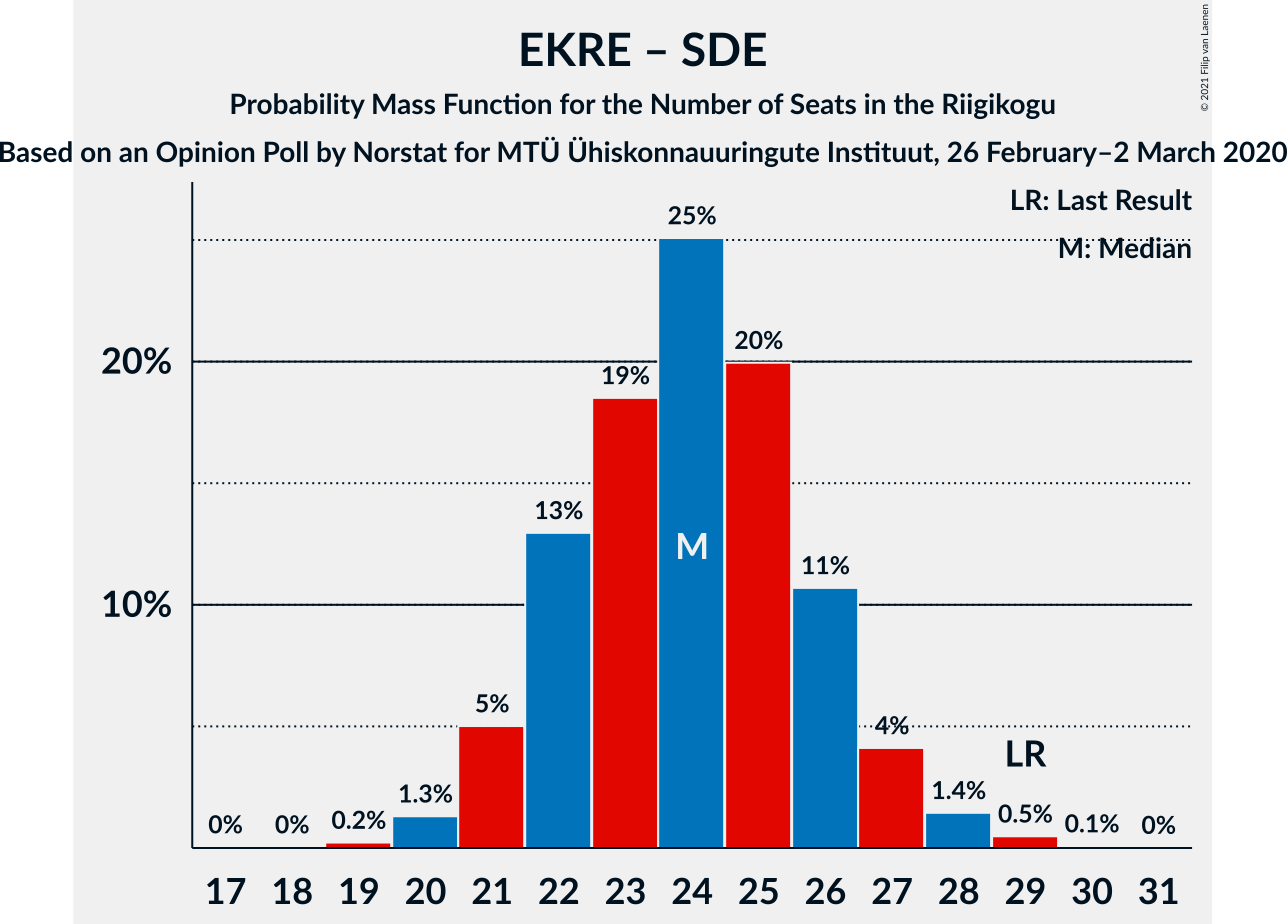 EKRE – SDE
Probability Mass Function for the Number of Seats in the Riigikogu
Based on an Opinion Poll by Norstat for MTÜ Ühiskonnauuringute Instituut, 26 February–2 March 2020
© 2021 Filip van Laenen
LR: Last Result
M: Median
20%
10%
0% 0% 0.2% 1.3% 5% 13% 19% 25% 20% 11% 4% 1.4% 0.5% 0.1% 0%
M
LR
17 18 19 20 21 22 23 24 25 26 27 28 29 30 31